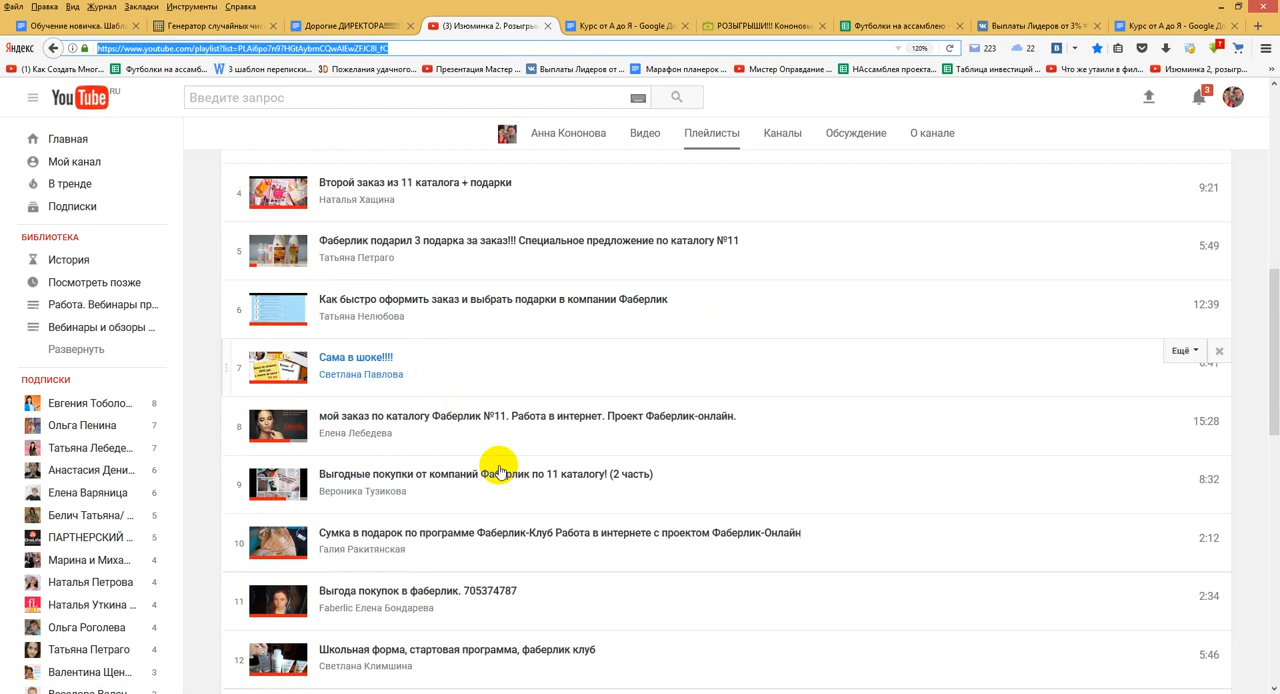 Файл Правка Вид Журнал Закладки Инструменты Справка
Обучение новичка. Шабл Генератор случайных чис Дорогие ДИРЕКТОРА!!!!!!!!! (3) Изюминка 2. Розыгрыш Курс от А до Я - Google До РОЗЫГРЫШ!!! Кононовы Футболки на ассамблею Выплаты Лидеров от 3% Курс от А до Я - Google До
Яндекс 120% 223 22
(1) Как Создать Мног... Футболки на ассамб... 3 шаблон переписки... Пожелания удачного... Презентация Мастер ... Выплаты Лидеров от ... Марафон планерок ... Мистер Оправдание ... НАссамблея проекта... Таблица инвестиций ... Что же утаили в фил... Изюминка 2, розыгр...
YouTube RU
Введите запрос
3
Анна Кононова Видео Плейлисты Каналы Обсуждение О канале
Главная
Мой канал
В тренде
Подписки
БИБЛИОТЕКА
История
Посмотреть позже
Работа. Вебинары пр...
Вебинары и обзоры ...
Развернуть
ПОДПИСКИ
Евгения Тоболо... 8
Ольга Пенина 7
Татьяна Лебеде... 7
Анастасия Дени... 6
Елена Варяница 6
Белич Татьяна/ ... 5
ПАРТНЕРСКИЙ ... 5
Марина и Миха... 4
Наталья Петрова 4
Наталья Уткина ... 4
Ольга Роголева 4
Татьяна Петраго 4
Валентина Щен... 3
4 Второй заказ из 11 каталога + подарки 9:21
Наталья Хащина
5 Фаберлик подарил 3 подарка за заказ!!! Специальное предложение по каталогу №11 5:49
Татьяна Петраго
6 Как быстро оформить заказ и выбрать подарки в компании Фаберлик 12:39
Татьяна Нелюбова
7 Сама в шоке!!!! Ещё
Светлана Павлова
8 мой заказ по каталогу Фаберлик №11. Работа в интернет. Проект Фаберлик-онлайн. 15:28
Елена Лебедева
9 Выгодные покупки от компаний Фаберлик по 11 каталогу! (2 часть) 8:32
Вероника Тузикова
10 Сумка в подарок по программе Фаберлик-Клуб Работа в интернете с проектом Фаберлик-Онлайн 2:12
Галия Ракитянская
11 Выгода покупок в фаберлик. 705374787 2:34
Faberlic Елена Бондарева
12 Школьная форма, стартовая программа, фаберлик клуб 5:46
Светлана Климшина